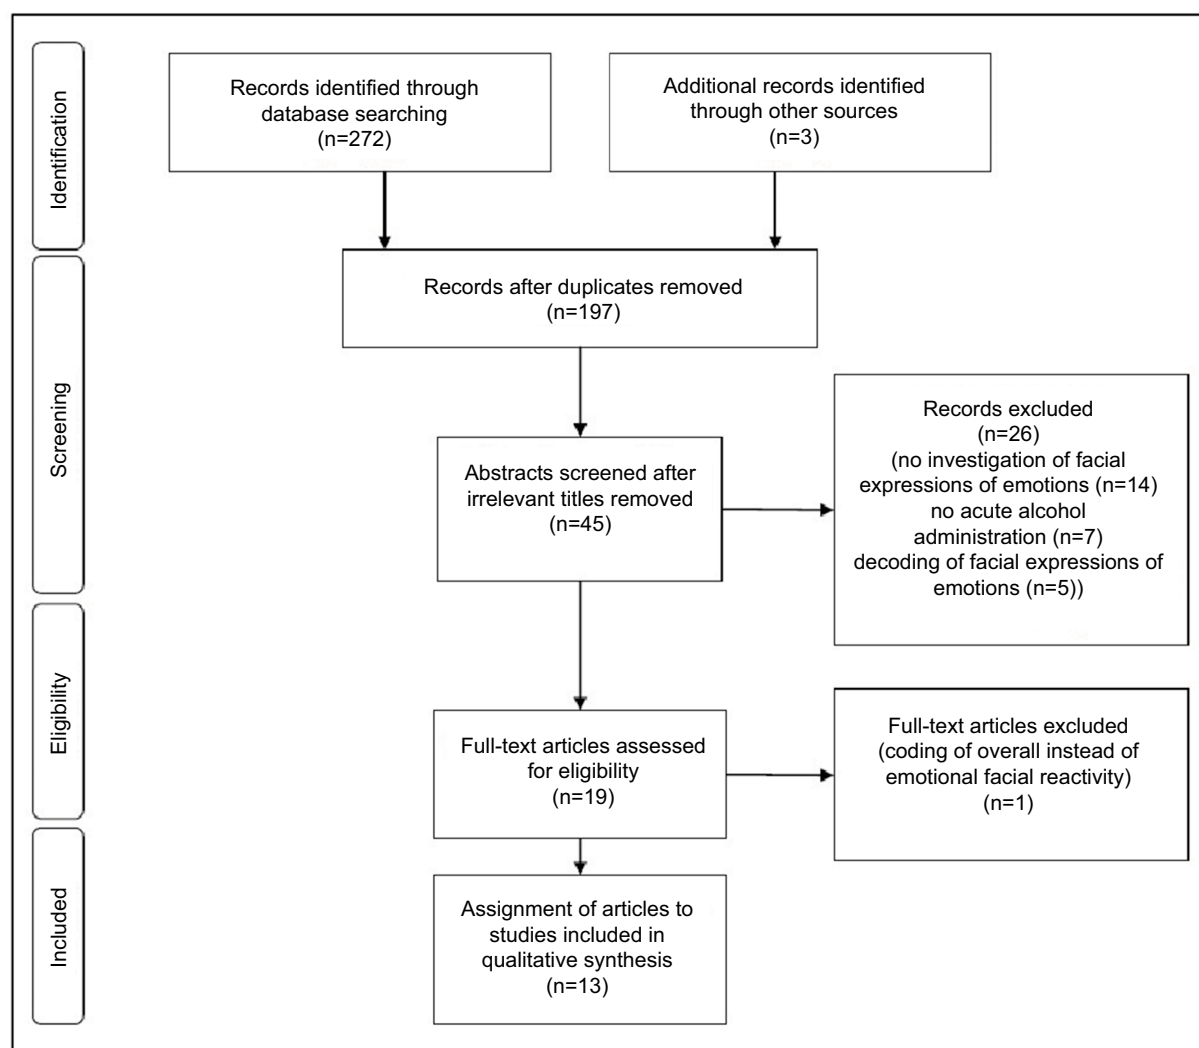 Identification
Records identified through
database searching
(n=272)
Additional records identified
through other sources
(n=3)
Screening
Records after duplicates removed
(n=197)
Abstracts screened after
irrelevant titles removed
(n=45)
Records excluded
(n=26)
(no investigation of facial
expressions of emotions (n=14)
no acute alcohol
administration (n=7)
decoding of facial expressions of
emotions (n=5))
Eligibility
Full-text articles assessed
for eligibility
(n=19)
Full-text articles excluded
(coding of overall instead of
emotional facial reactivity)
(n=1)
Included
Assignment of articles to
studies included in
qualitative synthesis
(n=13)